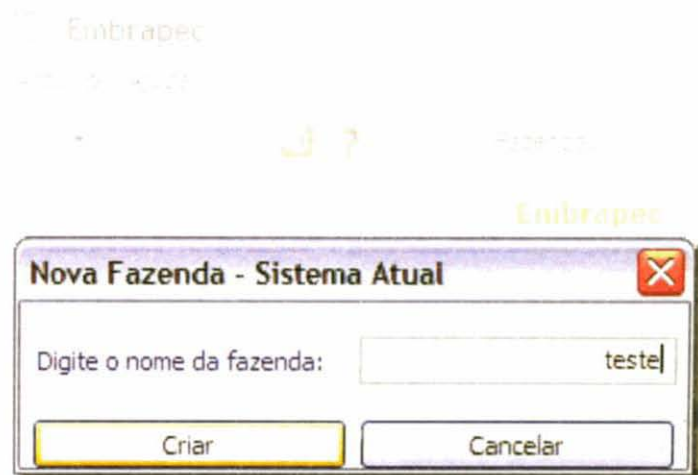 Embrapec
?
Embrapec
Nova Fazenda - Sistema Atual
Digite o nome da fazenda: teste
Criar Cancelar